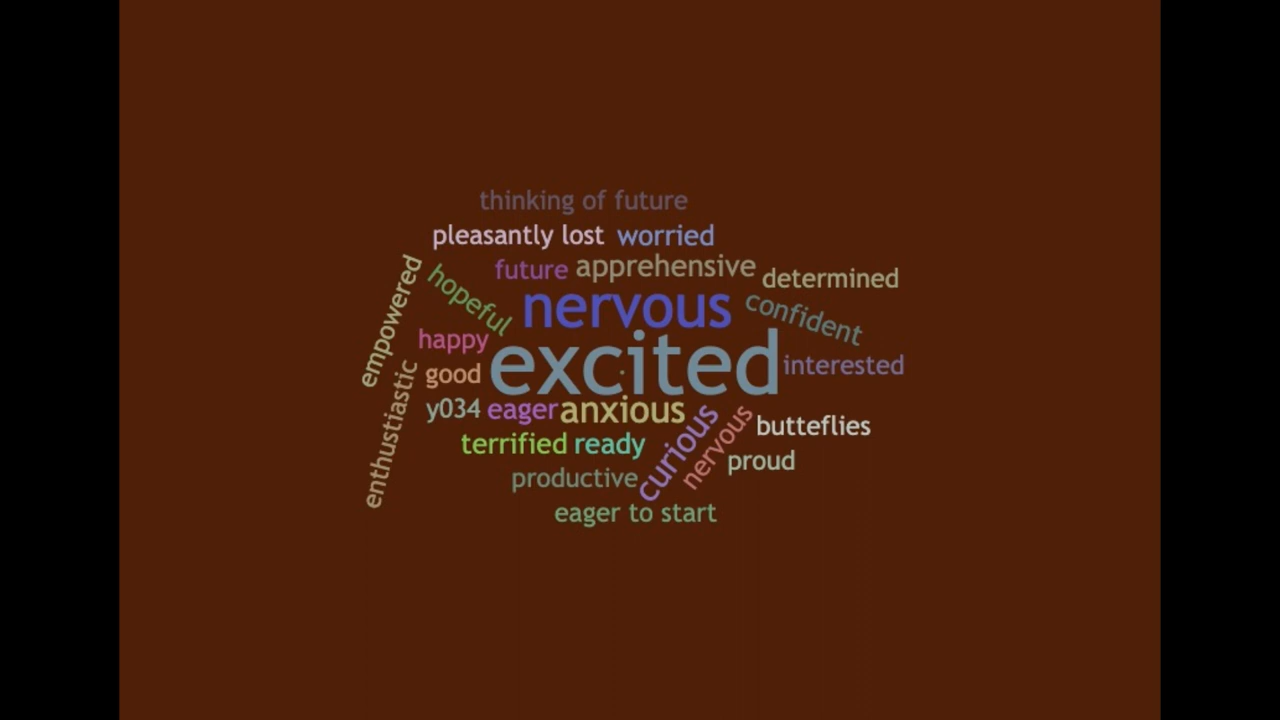 thinking of future
pleasantly lost worried
future apprehensive determined
empowered hopeful nervous confident
happy excited interested
good
enthustiastic y034 eager anxious curious nervous butteflies
terrified ready proud
productive
eager to start